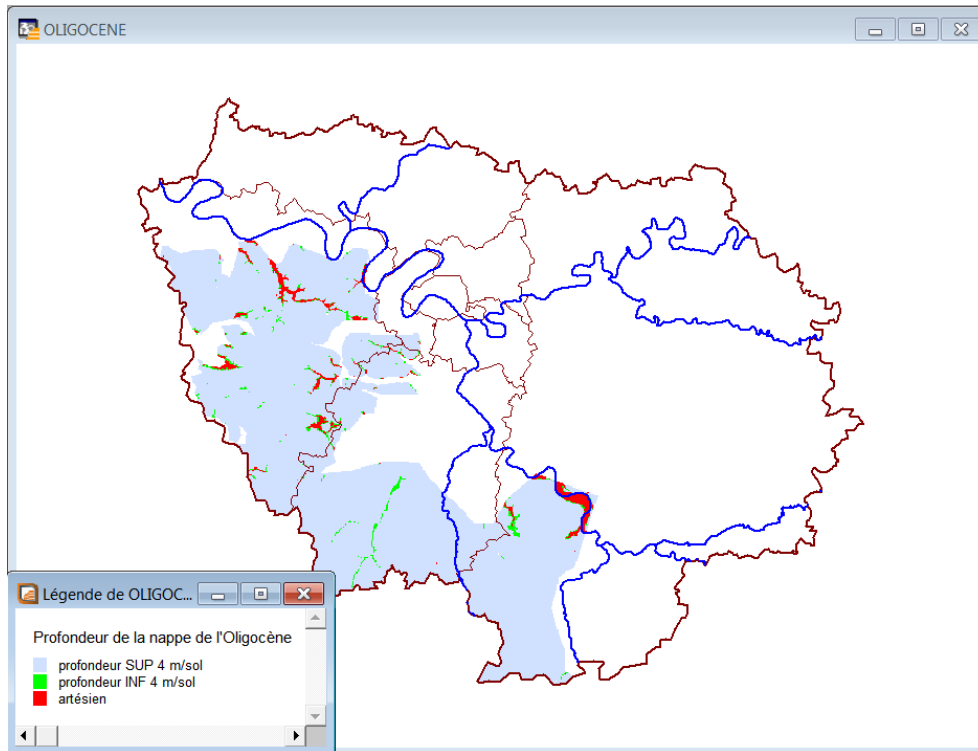 OLIGOCENE
Légende de OLIGOC...
Profondeur de la nappe de l'Oligocène
profondeur SUP 4 m/sol
profondeur INF 4 m/sol
artésien